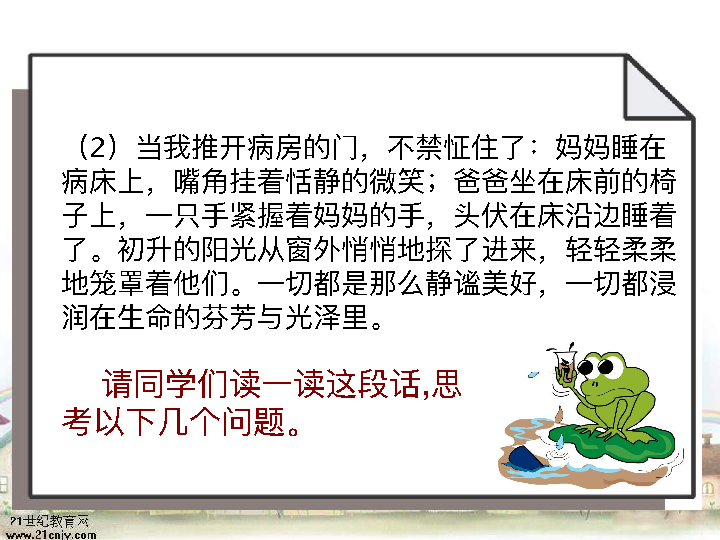 （2）当我推开病房的门，不禁怔住了：妈妈睡在
病床上，嘴角挂着恬静的微笑；爸爸坐在床前的椅
子上，一只手紧握着妈妈的手，头伏在床沿边睡着
了。初升的阳光从窗外悄悄地探了进来，轻轻柔柔
地笼罩着他们。一切都是那么静谧美好，一切都浸
润在生命的芬芳与光泽里。
请同学们读一读这段话,思
考以下几个问题。
21世纪教育网
www.21cnjy.com